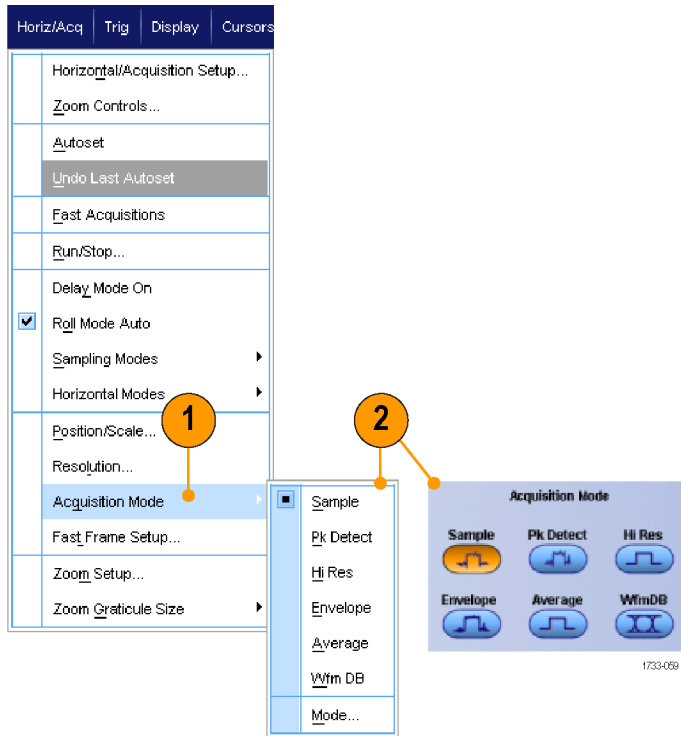 Horiz/Acq Trig Display Cursors
Horizontal/Acquisition Setup...
Zoom Controls...
Autoset
Undo Last Autoset
Fast Acquisitions
Run/Stop...
Delay Mode On
Roll Mode Auto
Sampling Modes
Horizontal Modes
Position/Scale...
Resolution...
Acquisition Mode
Fast Frame Setup...
Zoom Setup...
Zoom Graticule Size
1
2
Sample
Pk Detect
Hi Res
Envelope
Average
Wfm DB
Mode...
Acquisition Mode
Sample Pk Detect Hi Res
Envelope Average WfmDB
1733-059